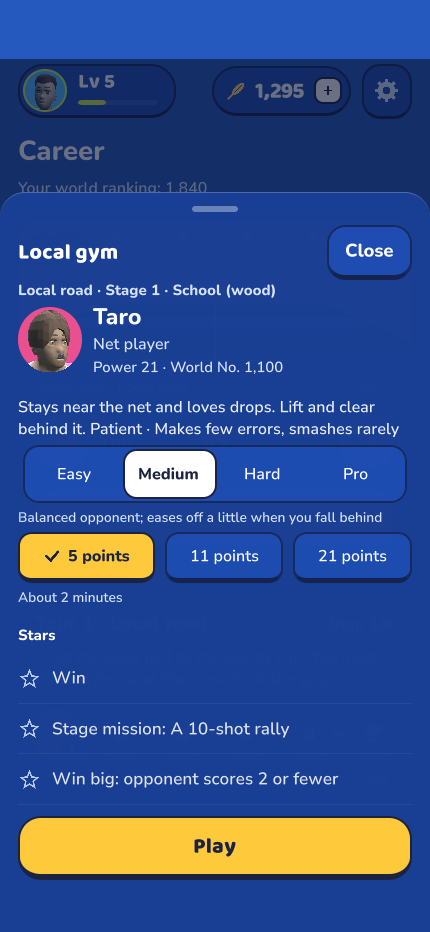 Lv 5
1,295
+
Career
Your world ranking: 1,840
Local gym
Close
Local road · Stage 1 · School (wood)
Taro
Net player
Power 21 · World No. 1,100
Stays near the net and loves drops. Lift and clear
behind it. Patient · Makes few errors, smashes rarely
Easy
Medium
Hard
Pro
Balanced opponent; eases off a little when you fall behind
5 points
11 points
21 points
About 2 minutes
Stars
Win
Stage mission: A 10-shot rally
Win big: opponent scores 2 or fewer
Play